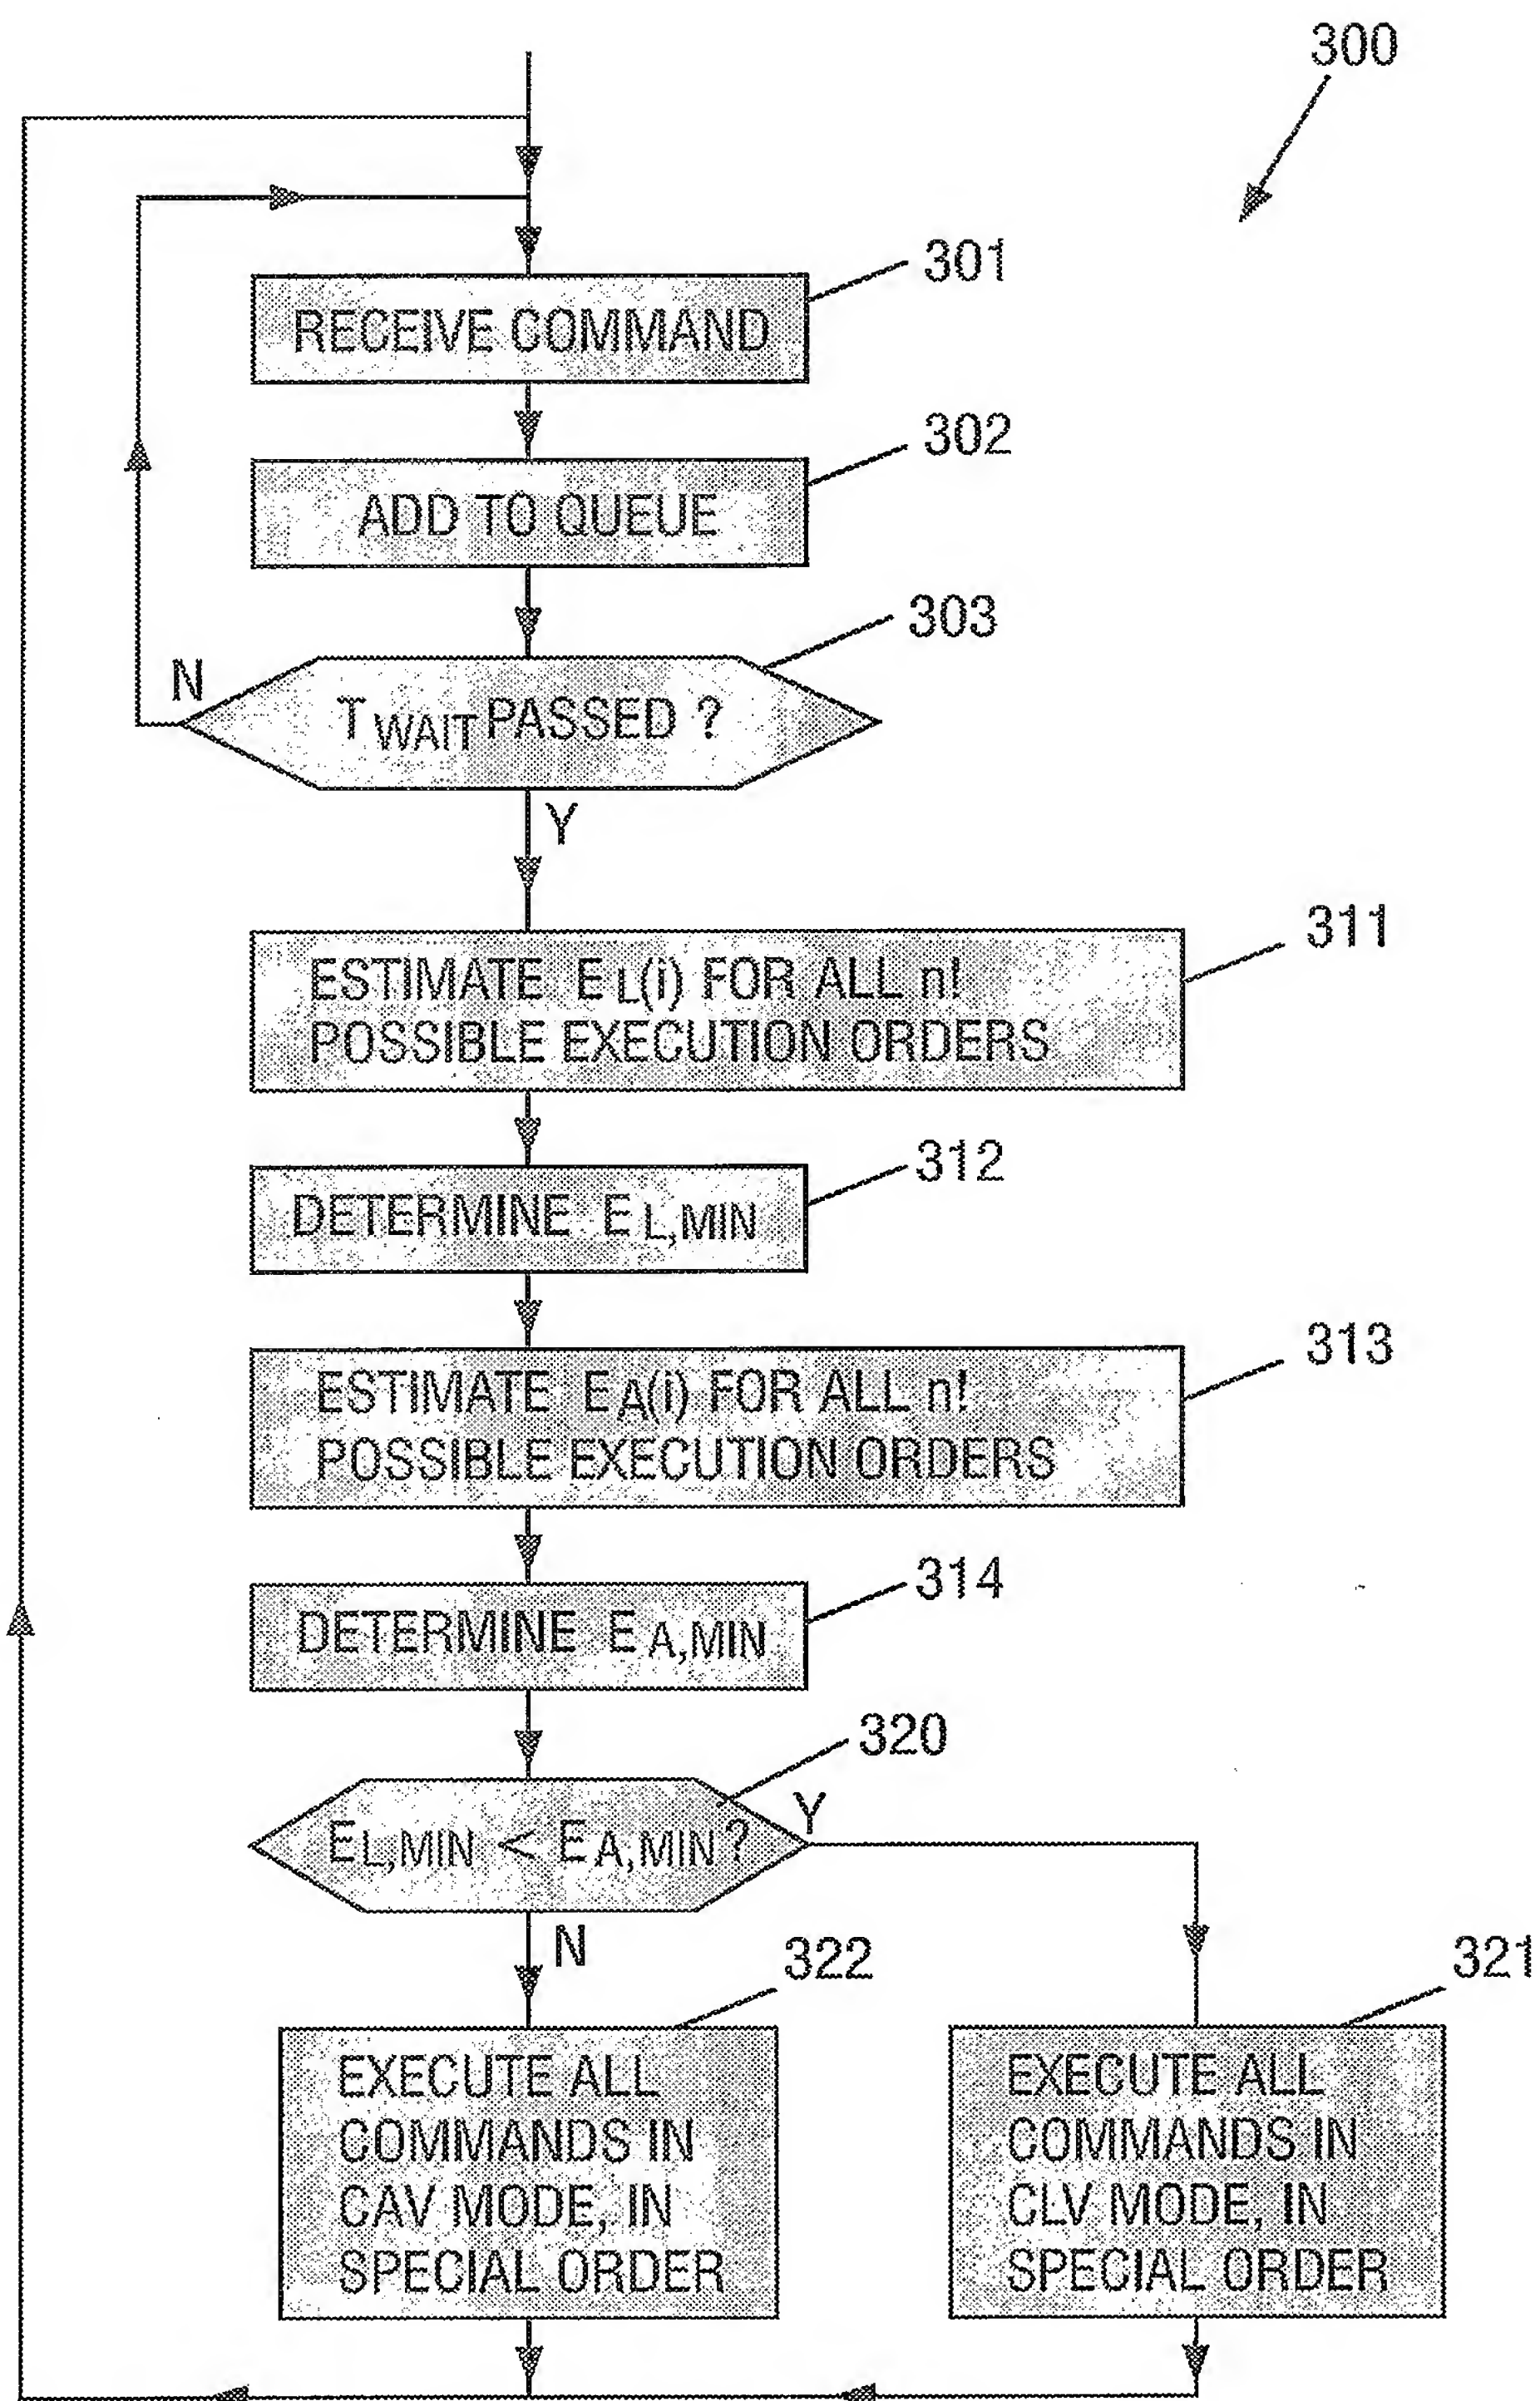 300
301
RECEIVE COMMAND
302
ADD TO QUEUE
303
N
T WAIT PASSED ?
Y
311
ESTIMATE E L(i) FOR ALL n!
POSSIBLE EXECUTION ORDERS
312
DETERMINE E L,MIN
313
ESTIMATE E A(i) FOR ALL n!
POSSIBLE EXECUTION ORDERS
314
DETERMINE E A,MIN
320
E L,MIN < E A,MIN ?
Y
N
322
321
EXECUTE ALL
COMMANDS IN
CAV MODE, IN
SPECIAL ORDER
EXECUTE ALL
COMMANDS IN
CLV MODE, IN
SPECIAL ORDER